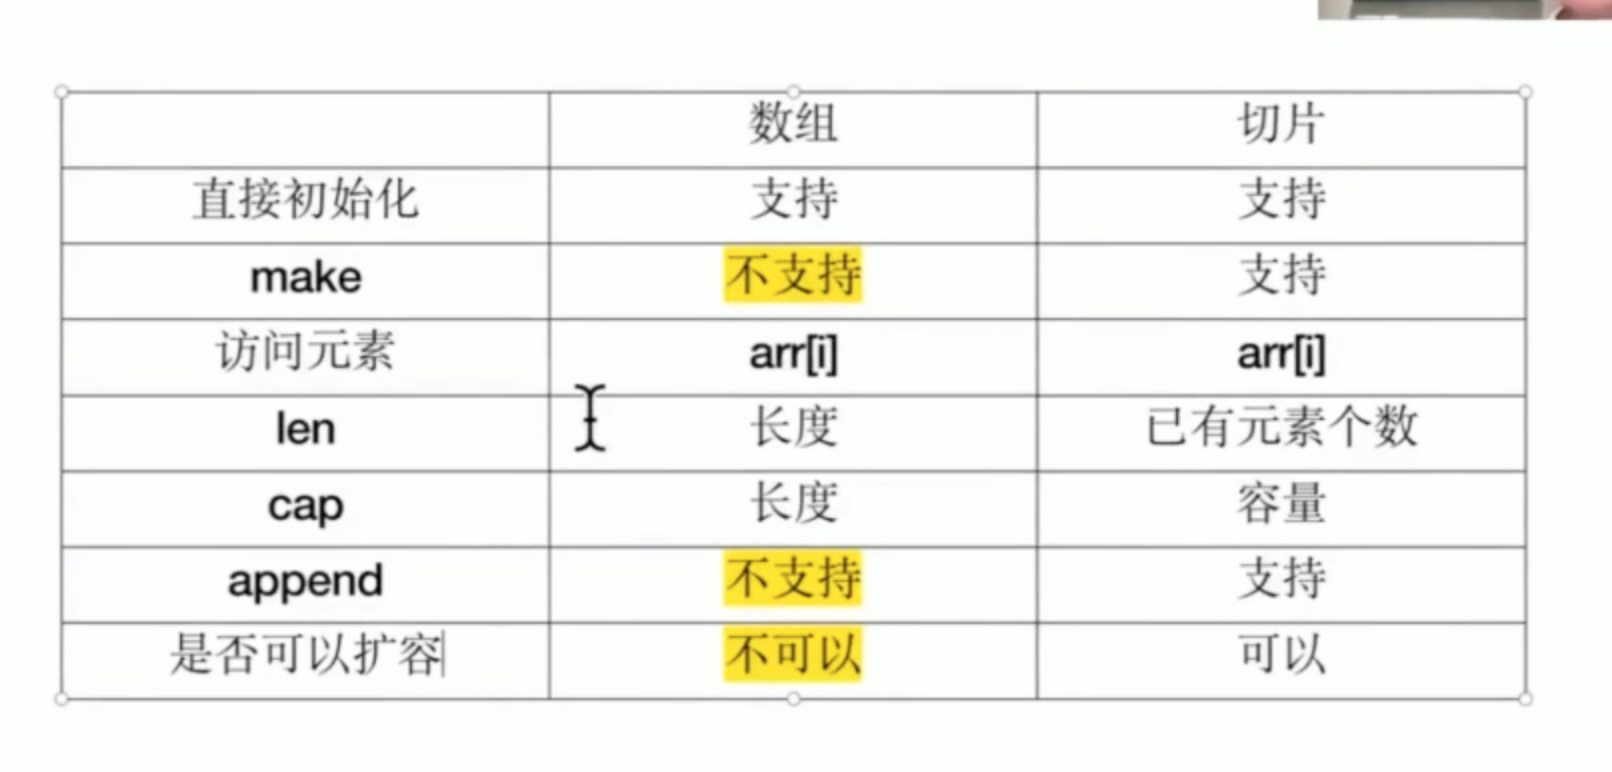 数组 切片
直接初始化 支持 支持
make 不支持 支持
访问元素 arr[i] arr[i]
len 长度 已有元素个数
cap 长度 容量
append 不支持 支持
是否可以扩容 不可以 可以